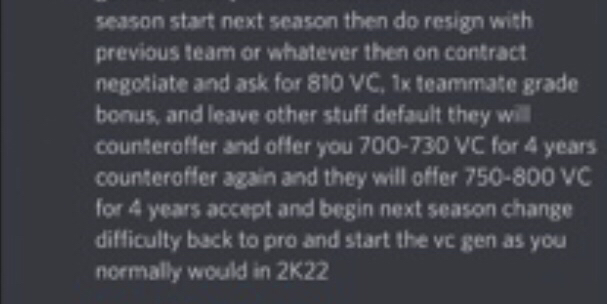 season start next season then do resign with
previous team or whatever then on contract
negotiate and ask for 810 VC, 1x teammate grade
bonus, and leave other stuff default they will
counteroffer and offer you 700-730 VC for 4 years
counteroffer again and they will offer 750-800 VC
for 4 years accept and begin next season change
difficulty back to pro and start the vc gen as you
normally would in 2K22